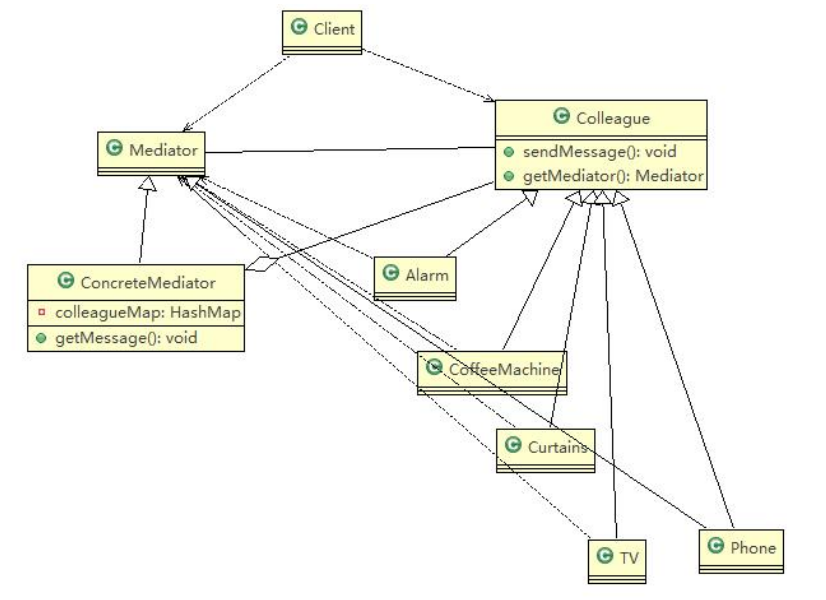 Client
Colleague
sendMessage(): void
getMediator(): Mediator
Mediator
ConcreteMediator
colleagueMap: HashMap
getMessage(): void
Alarm
CoffeeMachine
Curtains
TV
Phone